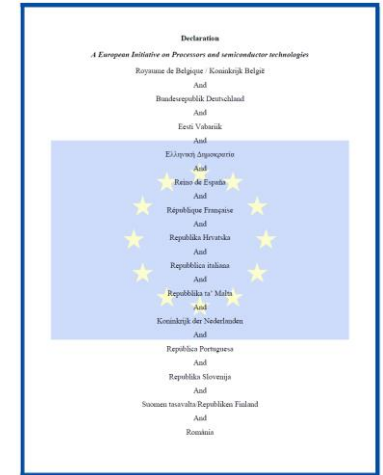 Declaration
A European Initiative on Processors and semiconductor technologies
Royaume de Belgique / Koninkrijk België
And
Bundesrepublik Deutschland
And
Eesti Vabariik
And
Ελληνική Δημοκρατία
And
Reino de España
And
République Française
And
Republika Hrvatska
And
Repubblica italiana
And
Repubblika ta' Malta
And
Koninkrijk der Nederlanden
And
República Portuguesa
And
Republika Slovenija
And
Suomen tasavalta/Republiken Finland
And
România